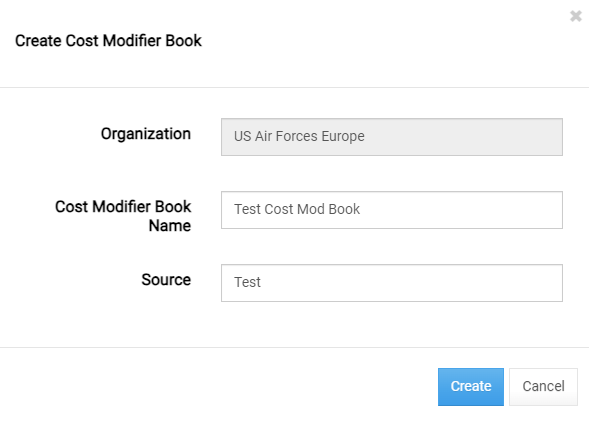 Create Cost Modifier Book
Organization
US Air Forces Europe
Cost Modifier Book
Name
Test Cost Mod Book
Source
Test
Create
Cancel